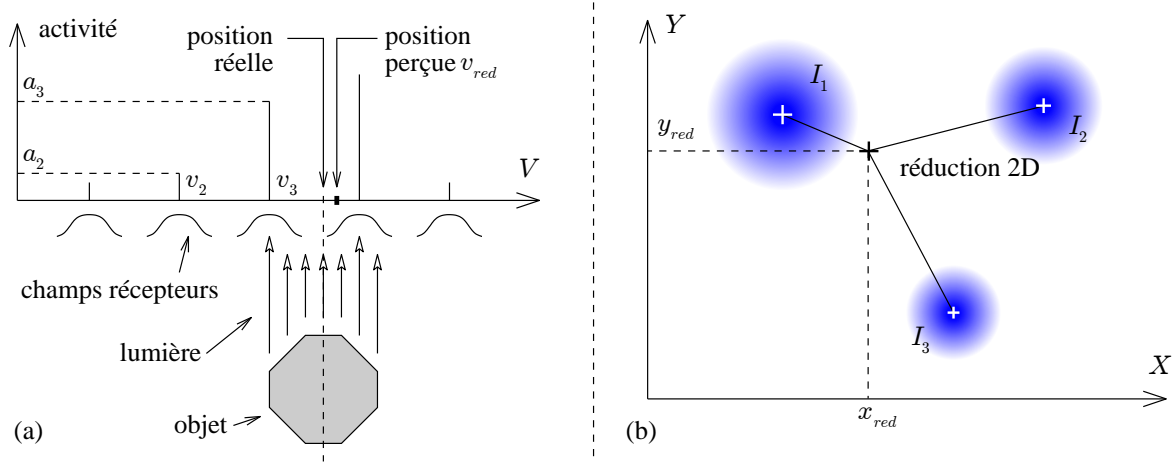 activité
position
réelle
position
perçue v_red
a_3
a_2
v_2
v_3
V
champs récepteurs
lumière
objet
(a)
Y
I_1
I_2
y_red
réduction 2D
I_3
X
x_red
(b)